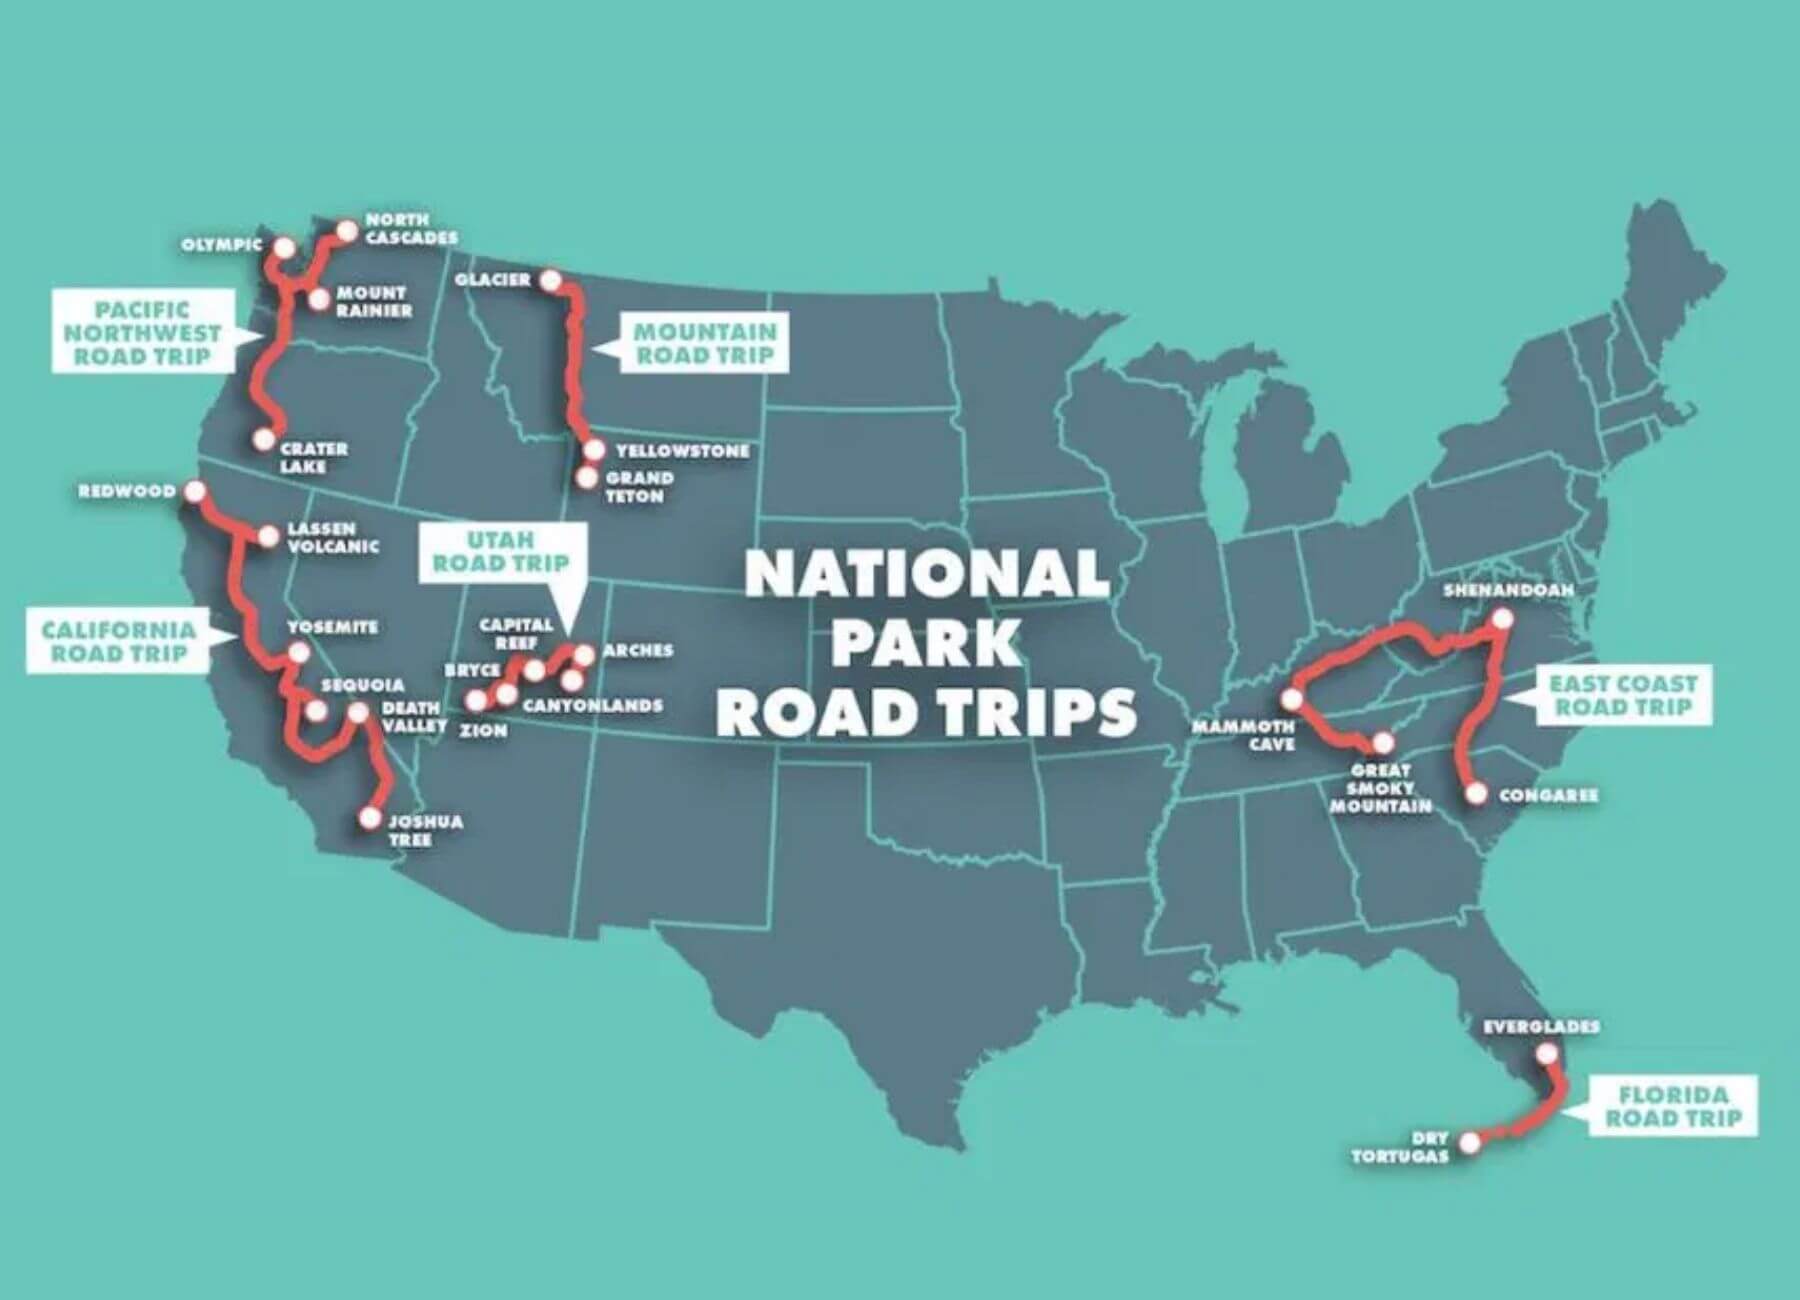 NORTH
CASCADES
OLYMPIC
GLACIER
MOUNT
RAINIER
PACIFIC
NORTHWEST
ROAD TRIP
MOUNTAIN
ROAD TRIP
CRATER
LAKE
YELLOWSTONE
GRAND
TETON
REDWOOD
LASSEN
VOLCANIC
UTAH
ROAD TRIP
NATIONAL
PARK
ROAD TRIPS
CALIFORNIA
ROAD TRIP
YOSEMITE
SEQUOIA
DEATH
VALLEY
JOSHUA
TREE
CAPITAL
REEF
ARCHES
BRYCE
CANYONLANDS
ZION
SHENANDOAH
EAST COAST
ROAD TRIP
MAMMOTH
CAVE
GREAT
SMOKY
MOUNTAIN
CONGAREE
EVERGLADES
FLORIDA
ROAD TRIP
DRY
TORTUGAS